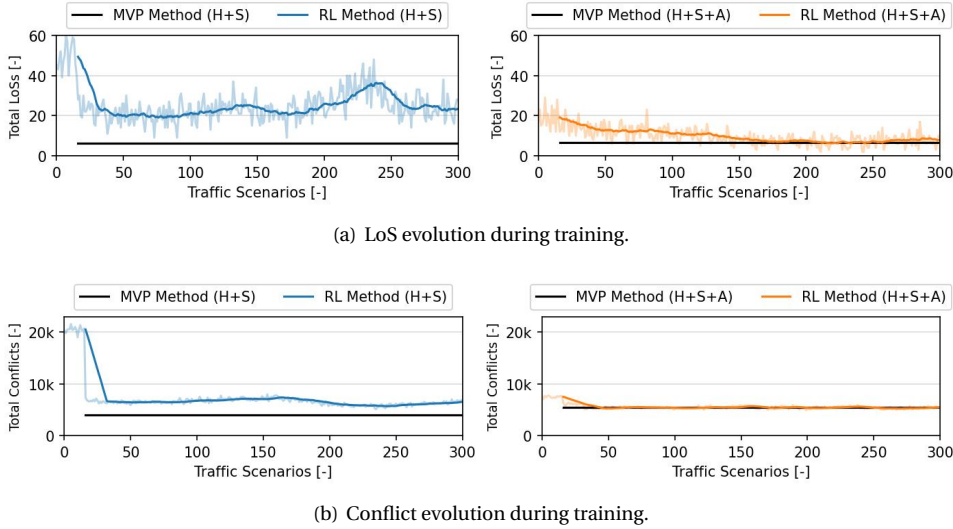 MVP Method (H+S) RL Method (H+S)
MVP Method (H+S+A) RL Method (H+S+A)
Total LoSs [-]
60
40
20
0
0 50 100 150 200 250 300
Traffic Scenarios [-]
Total LoSs [-]
60
40
20
0
0 50 100 150 200 250 300
Traffic Scenarios [-]
(a) LoS evolution during training.
MVP Method (H+S) RL Method (H+S)
MVP Method (H+S+A) RL Method (H+S+A)
Total Conflicts [-]
20k
10k
0
0 50 100 150 200 250 300
Traffic Scenarios [-]
Total Conflicts [-]
20k
10k
0
0 50 100 150 200 250 300
Traffic Scenarios [-]
(b) Conflict evolution during training.